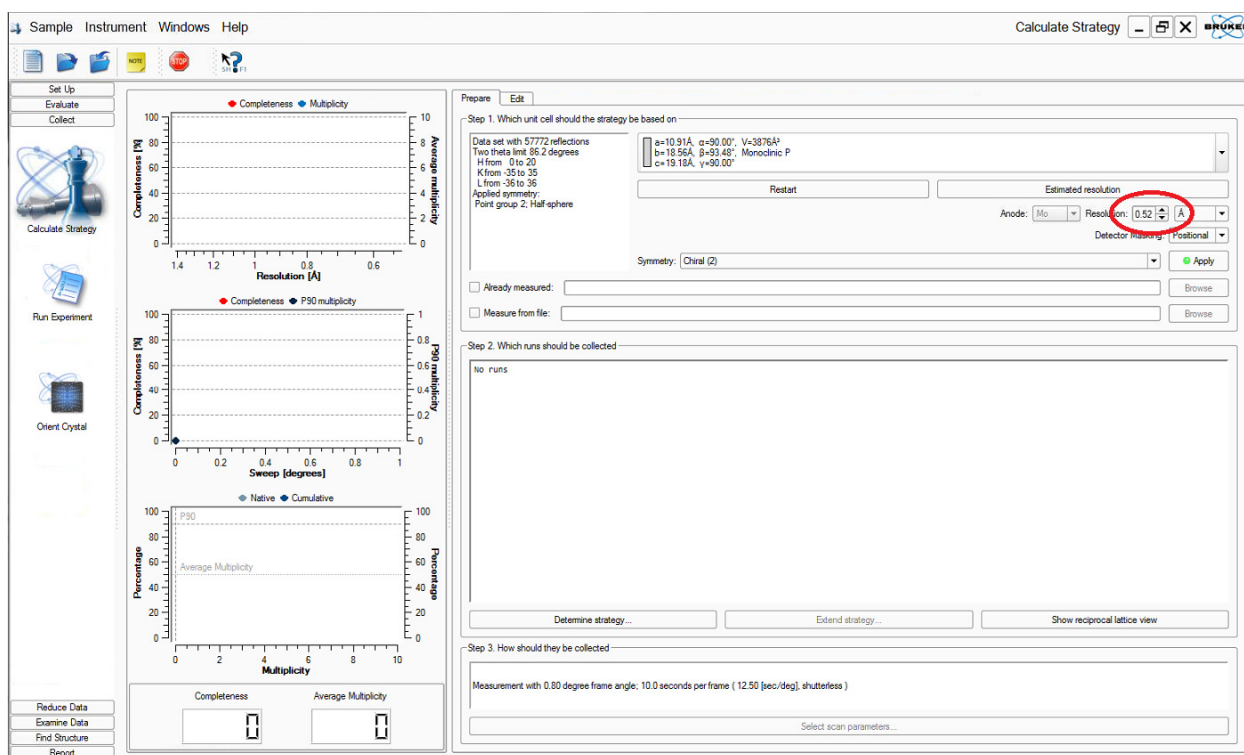 Sample Instrument Windows Help
Calculate Strategy
BRUKER
NOTE
STOP
SH F1
Set Up
Evaluate
Collect
Calculate Strategy
Run Experiment
Orient Crystal
Reduce Data
Examine Data
Find Structure
Report
Completeness Multiplicity
Completeness [%]
100
80
60
40
20
0
10
8
6
4
2
0
Average multiplicity
1.4 1.2 1 0.8 0.6
Resolution [Å]
Completeness P90 multiplicity
Completeness [%]
100
80
60
40
20
0
1
0.8
0.6
0.4
0.2
0
P90 multiplicity
0 0.2 0.4 0.6 0.8 1
Sweep [degrees]
Native Cumulative
Percentage
100
80
60
40
20
0
P90
Average Multiplicity
100
80
60
40
20
0
Percentage
0 2 4 6 8 10
Multiplicity
Completeness Average Multiplicity
0 0
Prepare Edit
Step 1. Which unit cell should the strategy be based on
Data set with 57772 reflections
Two theta limit 86.2 degrees
H from 0 to 20
K from -35 to 35
L from -36 to 36
Applied symmetry:
Point group 2; Half-sphere
a=10.91Å, α=90.00°, V=3876Å³
b=18.56Å, β=93.48°, Monoclinic P
c=19.18Å, γ=90.00°
Restart Estimated resolution
Anode: Mo Resolution: 0.52 Å
Detector Masking: Positional
Symmetry: Chiral (2) Apply
Already measured: Browse
Measure from file: Browse
Step 2. Which runs should be collected
No runs
Determine strategy... Extend strategy... Show reciprocal lattice view
Step 3. How should they be collected
Measurement with 0.80 degree frame angle; 10.0 seconds per frame ( 12.50 [sec/deg], shutterless )
Select scan parameters...